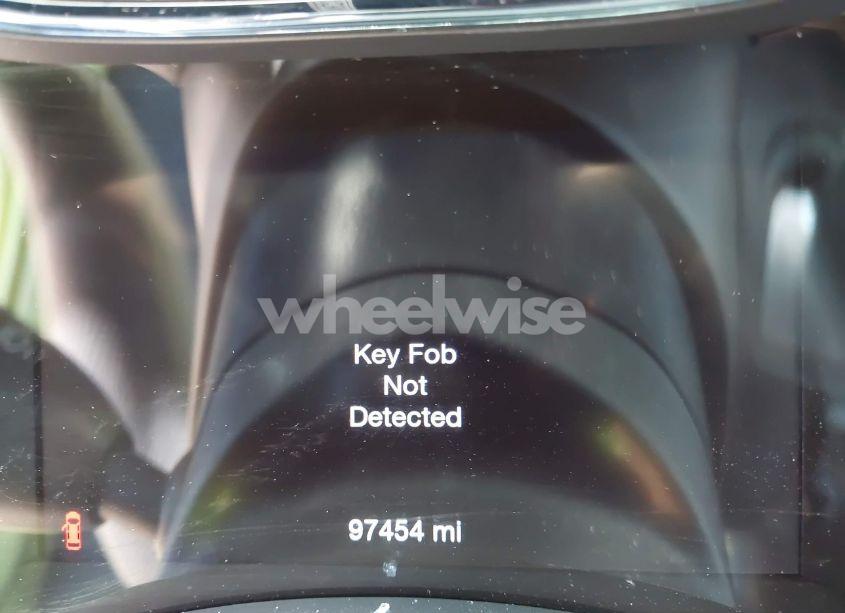 wheelwise
Key Fob
Not
Detected
97454 mi